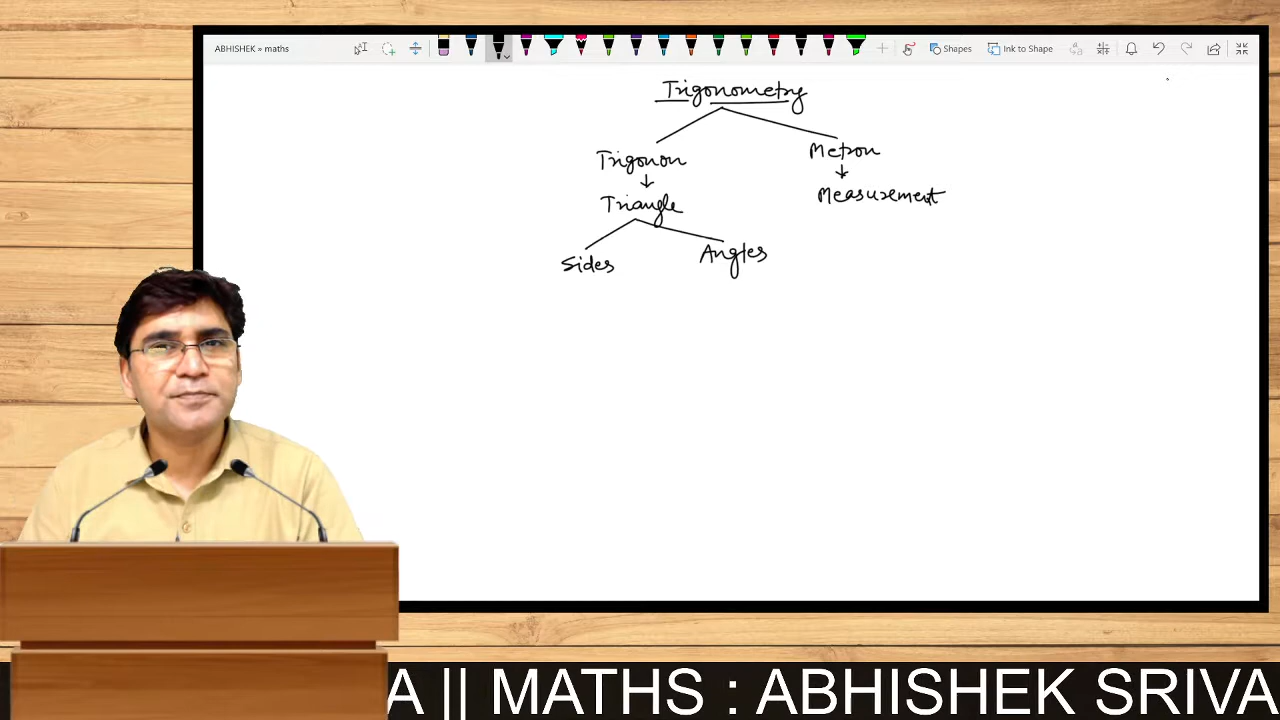 ABHISHEK » maths
Shapes
Ink to Shape
Trigonometry
Trigonon
Metron
Triangle
Measurement
Sides
Angles
A || MATHS : ABHISHEK SRIVA